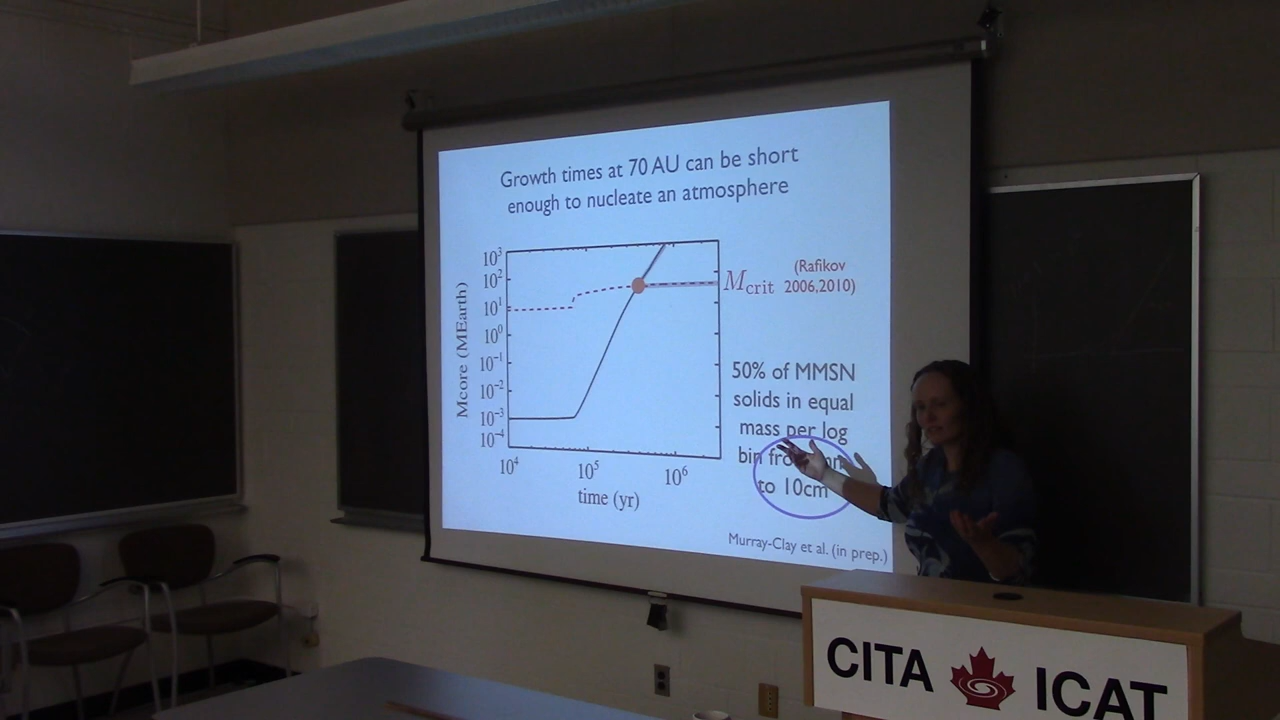 Growth times at 70 AU can be short
enough to nucleate an atmosphere
10³
10²
10¹
10⁰
10⁻¹
10⁻²
10⁻³
10⁻⁴
Mcore (MEarth)
10⁴ 10⁵ 10⁶
time (yr)
Mcrit
(Rafikov
2006,2010)
50% of MMSN
solids in equal
mass per log
bin
to 10cm
Murray-Clay et al. (in prep.)
CITA ICAT